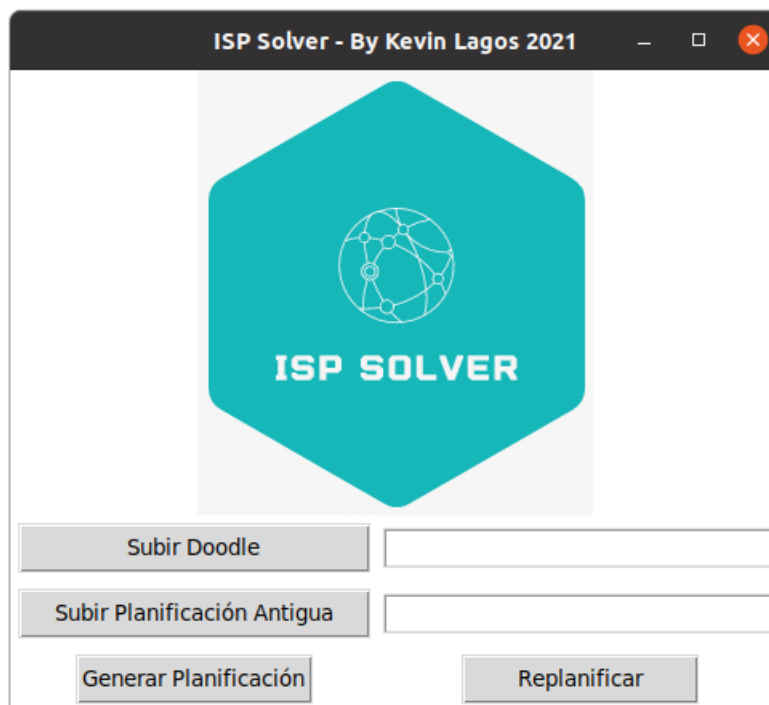 ISP Solver - By Kevin Lagos 2021
ISP SOLVER
Subir Doodle
Subir Planificación Antigua
Generar Planificación
Replanificar